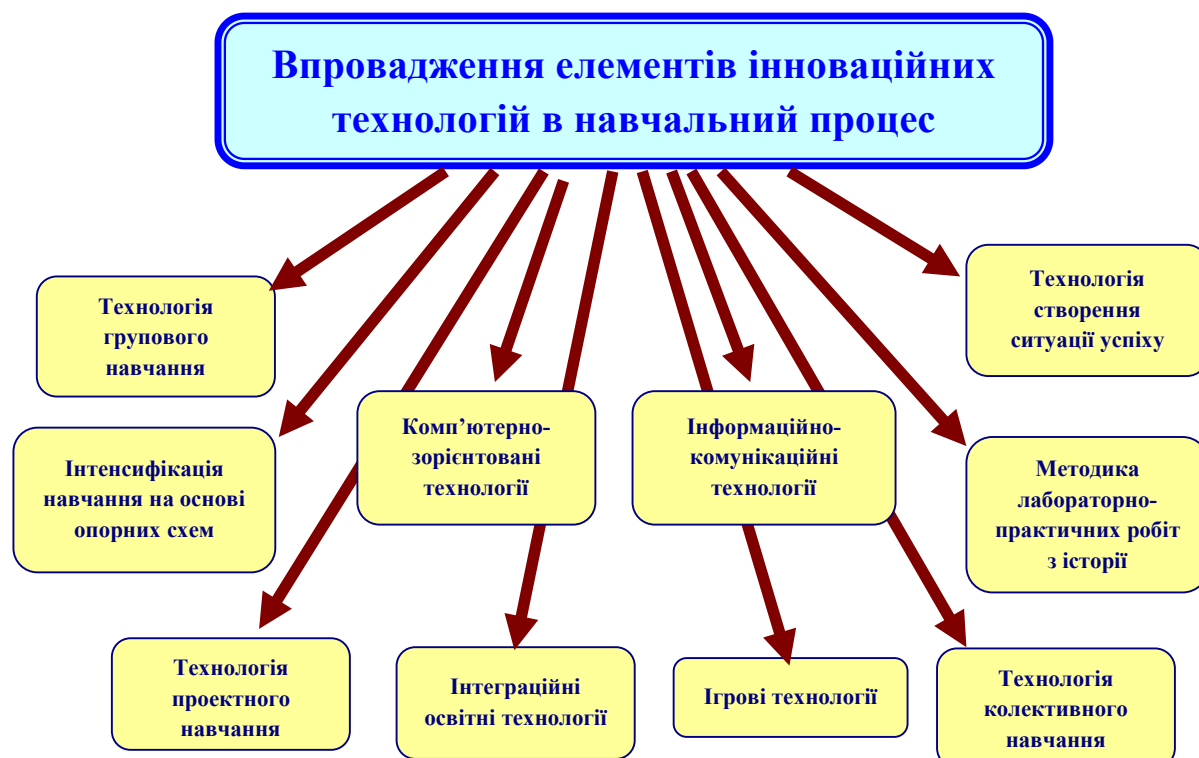 Впровадження елементів інноваційних
технологій в навчальний процес
Технологія
групового
навчання
Технологія
створення
ситуації успіху
Інтенсифікація
навчання на основі
опорних схем
Комп’ютерно-
зорієнтовані
технології
Інформаційно-
комунікаційні
технології
Методика
лабораторно-
практичних робіт
з історії
Технологія
проектного
навчання
Інтеграційні
освітні технології
Ігрові технології
Технологія
колективного
навчання